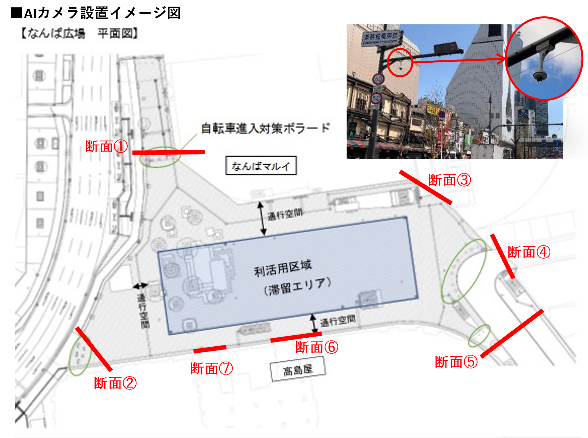 ■AIカメラ設置イメージ図
【なんば広場　平面図】
自転車進入対策ボラード
断面①
なんばマルイ
断面③
通行空間
断面④
利活用区域
（滞留エリア）
通行空間
通行空間
断面⑥
断面⑦
断面⑤
断面②
高島屋